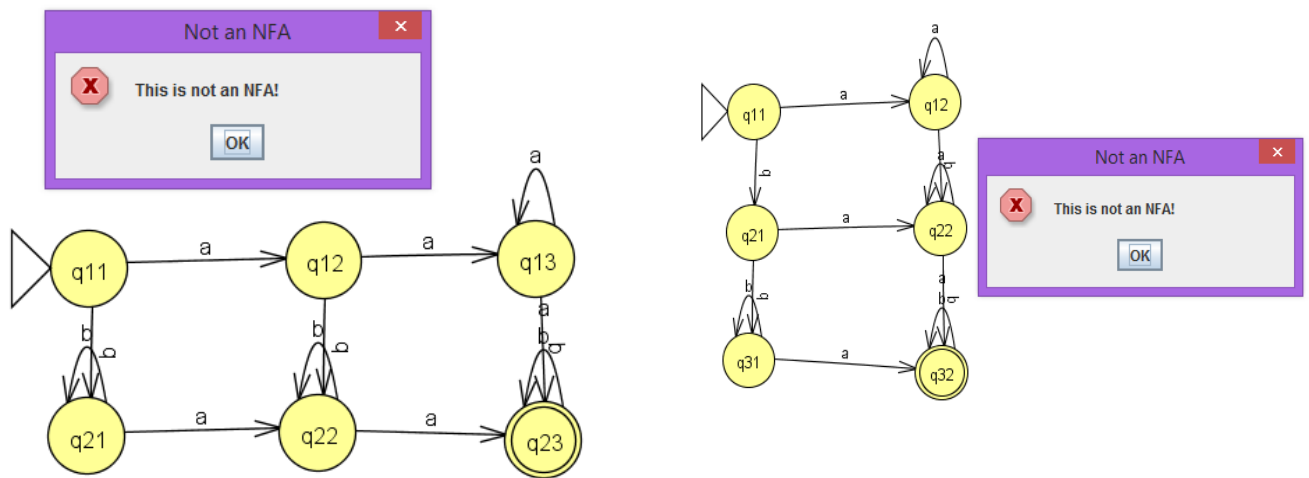 Not an NFA
This is not an NFA!
OK
a
q11 a q12 a q13
b b b b a b b
q21 a q22 a q23
a
q11 a q12
b a b
q21 a q22
b b a b b
q31 a q32
Not an NFA
This is not an NFA!
OK